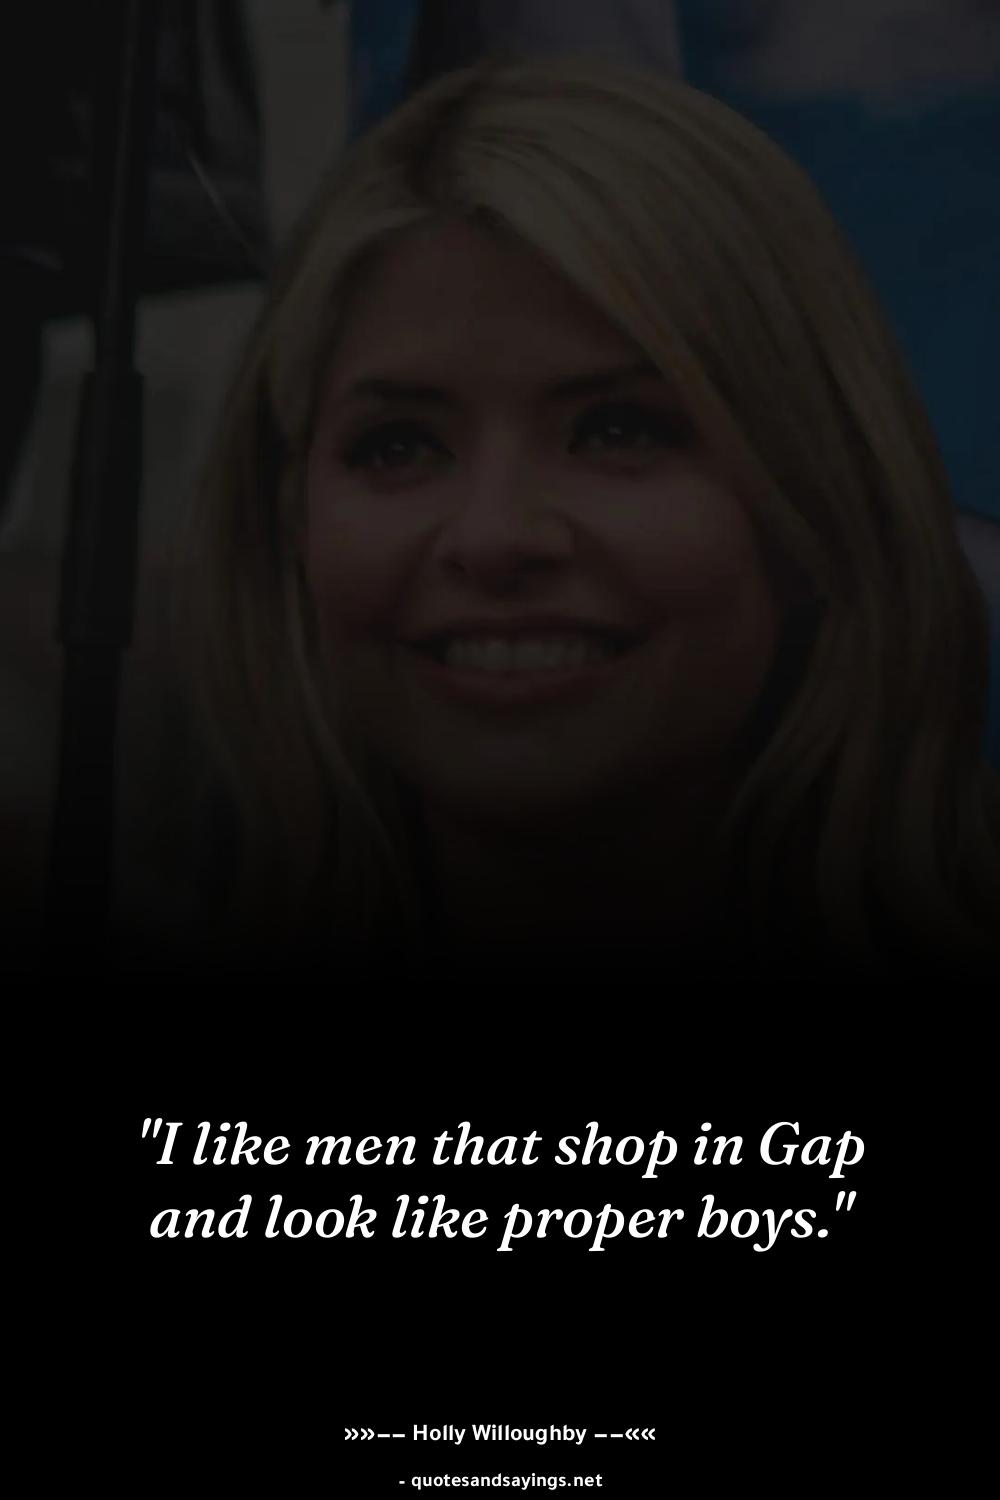 "I like men that shop in Gap
and look like proper boys."
»»−− Holly Willoughby −−««
- quotesandsayings.net